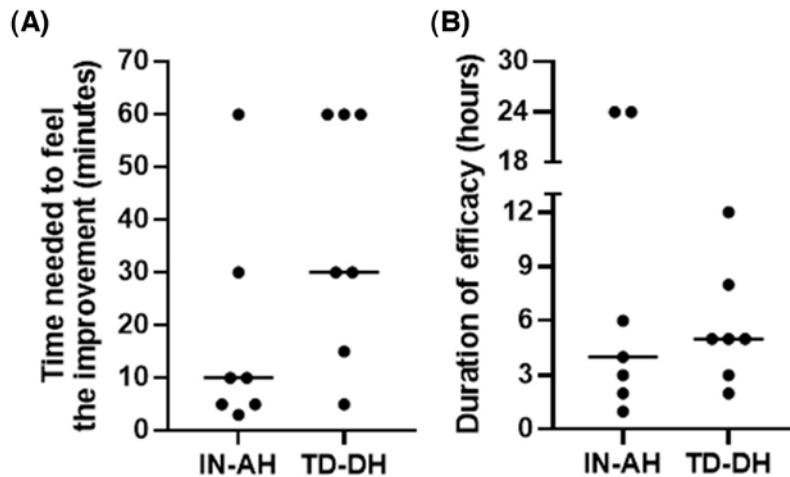 (A)
Time needed to feel
the improvement (minutes)
70
60
50
40
30
20
10
0
IN-AH TD-DH
(B)
Duration of efficacy (hours)
30
24
18
12
9
6
3
0
IN-AH TD-DH